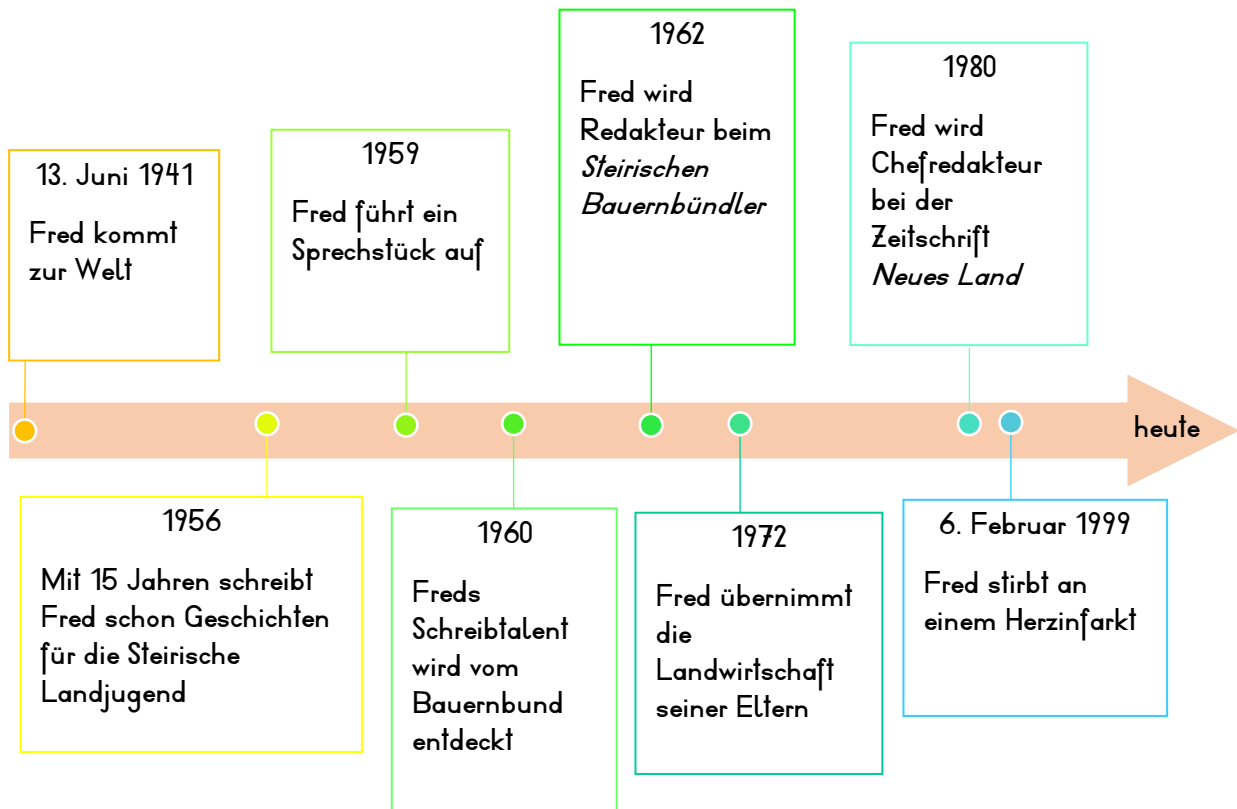 13. Juni 1941
Fred kommt
zur Welt
1956
Mit 15 Jahren schreibt
Fred schon Geschichten
für die Steirische
Landjugend
1959
Fred führt ein
Sprechstück auf
1960
Freds
Schreibtalent
wird vom
Bauernbund
entdeckt
1962
Fred wird
Redakteur beim
Steirischen
Bauernbündler
1972
Fred übernimmt
die
Landwirtschaft
seiner Eltern
1980
Fred wird
Chefredakteur
bei der
Zeitschrift
Neues Land
6. Februar 1999
Fred stirbt an
einem Herzinfarkt
heute